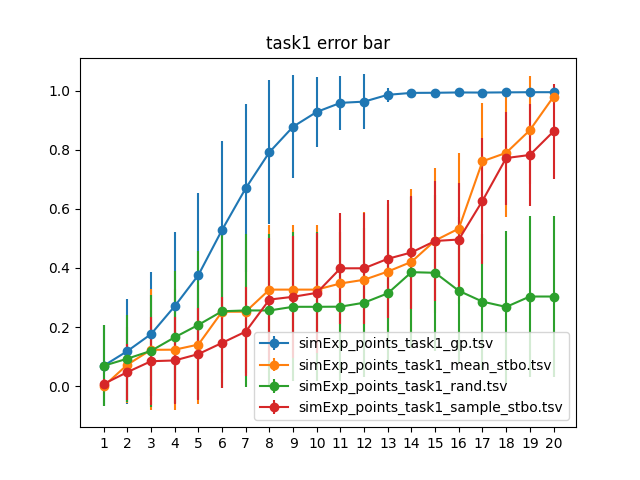 task1 error bar
1.0
0.8
0.6
0.4
0.2
0.0
simExp_points_task1_gp.tsv
simExp_points_task1_mean_stbo.tsv
simExp_points_task1_rand.tsv
simExp_points_task1_sample_stbo.tsv
1 2 3 4 5 6 7 8 9 10 11 12 13 14 15 16 17 18 19 20